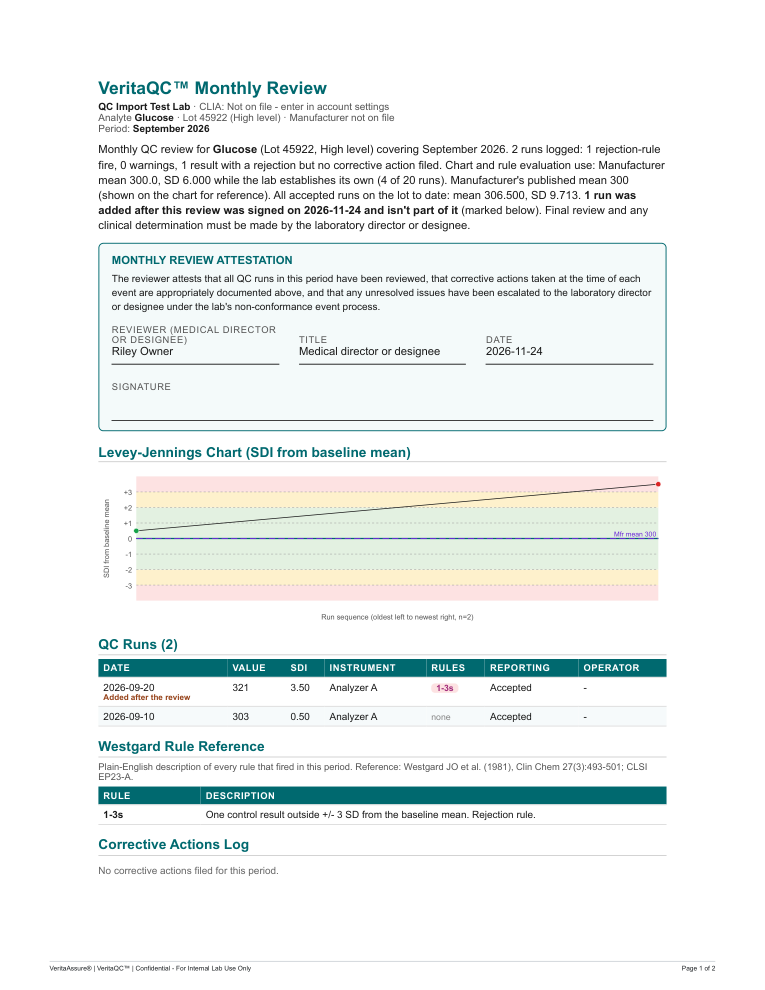 VeritaQC™ Monthly Review
QC Import Test Lab · CLIA: Not on file - enter in account settings
Analyte Glucose · Lot 45922 (High level) · Manufacturer not on file
Period: September 2026
Monthly QC review for Glucose (Lot 45922, High level) covering September 2026. 2 runs logged: 1 rejection-rule
fire, 0 warnings, 1 result with a rejection but no corrective action filed. Chart and rule evaluation use: Manufacturer
mean 300.0, SD 6.000 while the lab establishes its own (4 of 20 runs). Manufacturer's published mean 300
(shown on the chart for reference). All accepted runs on the lot to date: mean 306.500, SD 9.713. 1 run was
added after this review was signed on 2026-11-24 and isn't part of it (marked below). Final review and any
clinical determination must be made by the laboratory director or designee.
MONTHLY REVIEW ATTESTATION
The reviewer attests that all QC runs in this period have been reviewed, that corrective actions taken at the time of each
event are appropriately documented above, and that any unresolved issues have been escalated to the laboratory director
or designee under the lab's non-conformance event process.
REVIEWER (MEDICAL DIRECTOR
OR DESIGNEE) TITLE DATE
Riley Owner Medical director or designee 2026-11-24
SIGNATURE
Levey-Jennings Chart (SDI from baseline mean)
SDI from baseline mean
+3
+2
+1
0
-1
-2
-3
Mfr mean 300
Run sequence (oldest left to newest right, n=2)
QC Runs (2)
DATE VALUE SDI INSTRUMENT RULES REPORTING OPERATOR
2026-09-20 321 3.50 Analyzer A 1-3s Accepted -
Added after the review
2026-09-10 303 0.50 Analyzer A none Accepted -
Westgard Rule Reference
Plain-English description of every rule that fired in this period. Reference: Westgard JO et al. (1981), Clin Chem 27(3):493-501; CLSI
EP23-A.
RULE DESCRIPTION
1-3s One control result outside +/- 3 SD from the baseline mean. Rejection rule.
Corrective Actions Log
No corrective actions filed for this period.
VeritaAssure® | VeritaQC™ | Confidential - For Internal Lab Use Only Page 1 of 2